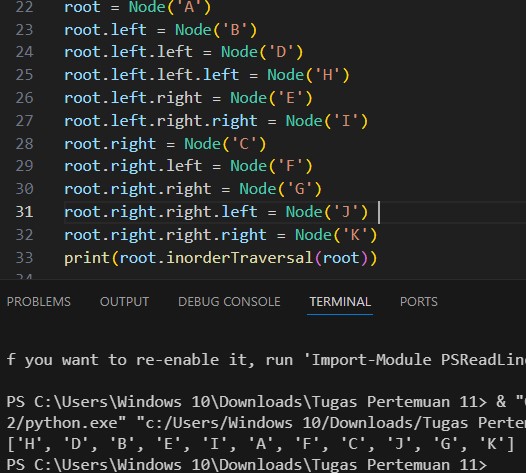 22 root = Node('A')
23 root.left = Node('B')
24 root.left.left = Node('D')
25 root.left.left.left = Node('H')
26 root.left.right = Node('E')
27 root.left.right.right = Node('I')
28 root.right = Node('C')
29 root.right.left = Node('F')
30 root.right.right = Node('G')
31 root.right.right.left = Node('J')
32 root.right.right.right = Node('K')
33 print(root.inorderTraversal(root))
PROBLEMS OUTPUT DEBUG CONSOLE TERMINAL PORTS
f you want to re-enable it, run 'Import-Module PSReadLine
PS C:\Users\Windows 10\Downloads\Tugas Pertemuan 11> & "
2/python.exe" "c:/Users/Windows 10/Downloads/Tugas Perte
['H', 'D', 'B', 'E', 'I', 'A', 'F', 'C', 'J', 'G', 'K']
PS C:\Users\Windows 10\Downloads\Tugas Pertemuan 11>